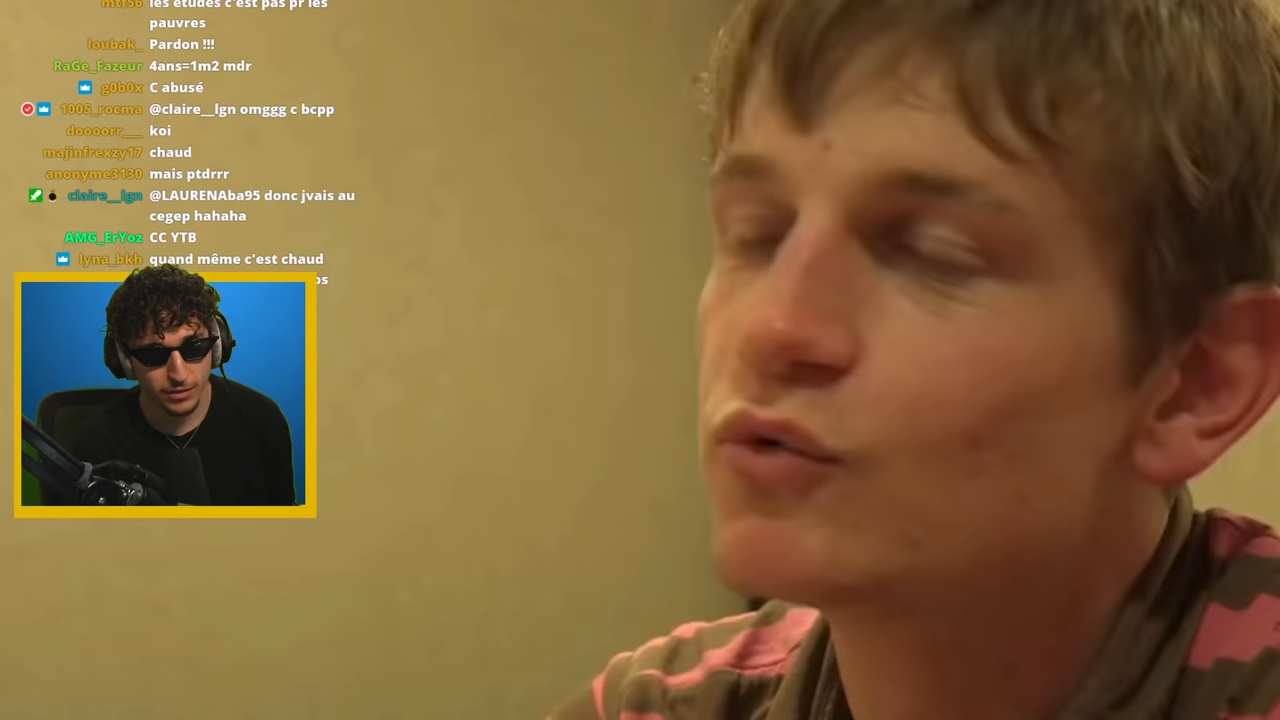 mtf56 les études c'est pas pr les
pauvres
loubak_ Pardon !!!
RaGe_Fazeur 4ans=1m2 mdr
g0b0x C abusé
1005_rocma @claire__lgn omggg c bcpp
doooorr___ koi
majinfrexzy17 chaud
anonyme3130 mais ptdrrr
claire__lgn @LAURENAba95 donc jvais au
cegep hahaha
AMG_ErYoz CC YTB
lyna_bkh quand même c'est chaud